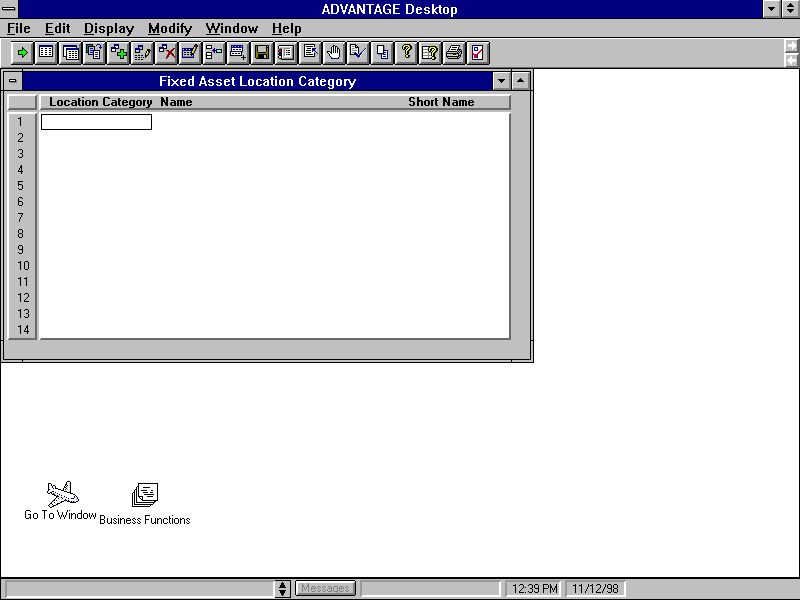 ADVANTAGE Desktop
File Edit Display Modify Window Help
Fixed Asset Location Category
Location Category Name Short Name
1
2
3
4
5
6
7
8
9
10
11
12
13
14
Go To Window Business Functions
Messages 12:39 PM 11/12/98